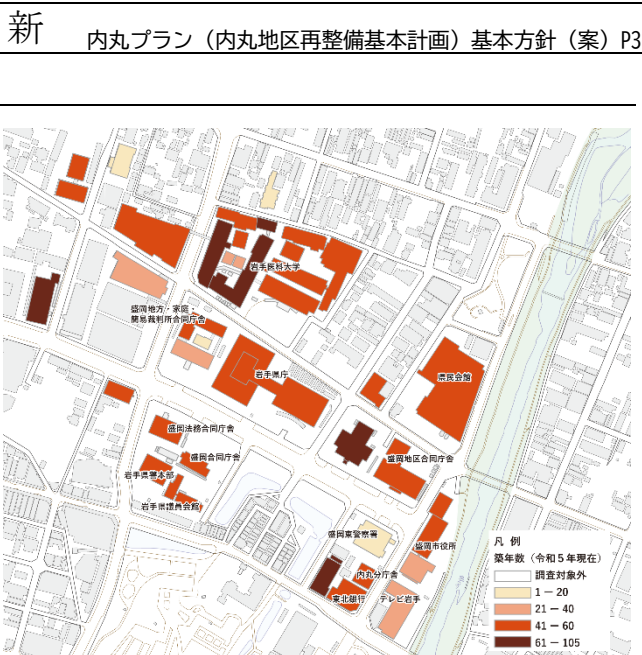 新
内丸プラン（内丸地区再整備基本計画）基本方針（案）P3
岩手医科大学
盛岡地方・家庭・
簡易裁判所合同庁舎
岩手県庁
県民会館
盛岡法務合同庁舎
盛岡合同庁舎
盛岡地区合同庁舎
岩手県警本部
岩手県議員会館
盛岡東警察署
盛岡市役所
内丸分庁舎
東北銀行
テレビ岩手
凡 例
築年数（令和５年現在）
調査対象外
1 − 20
21 − 40
41 − 60
61 − 105